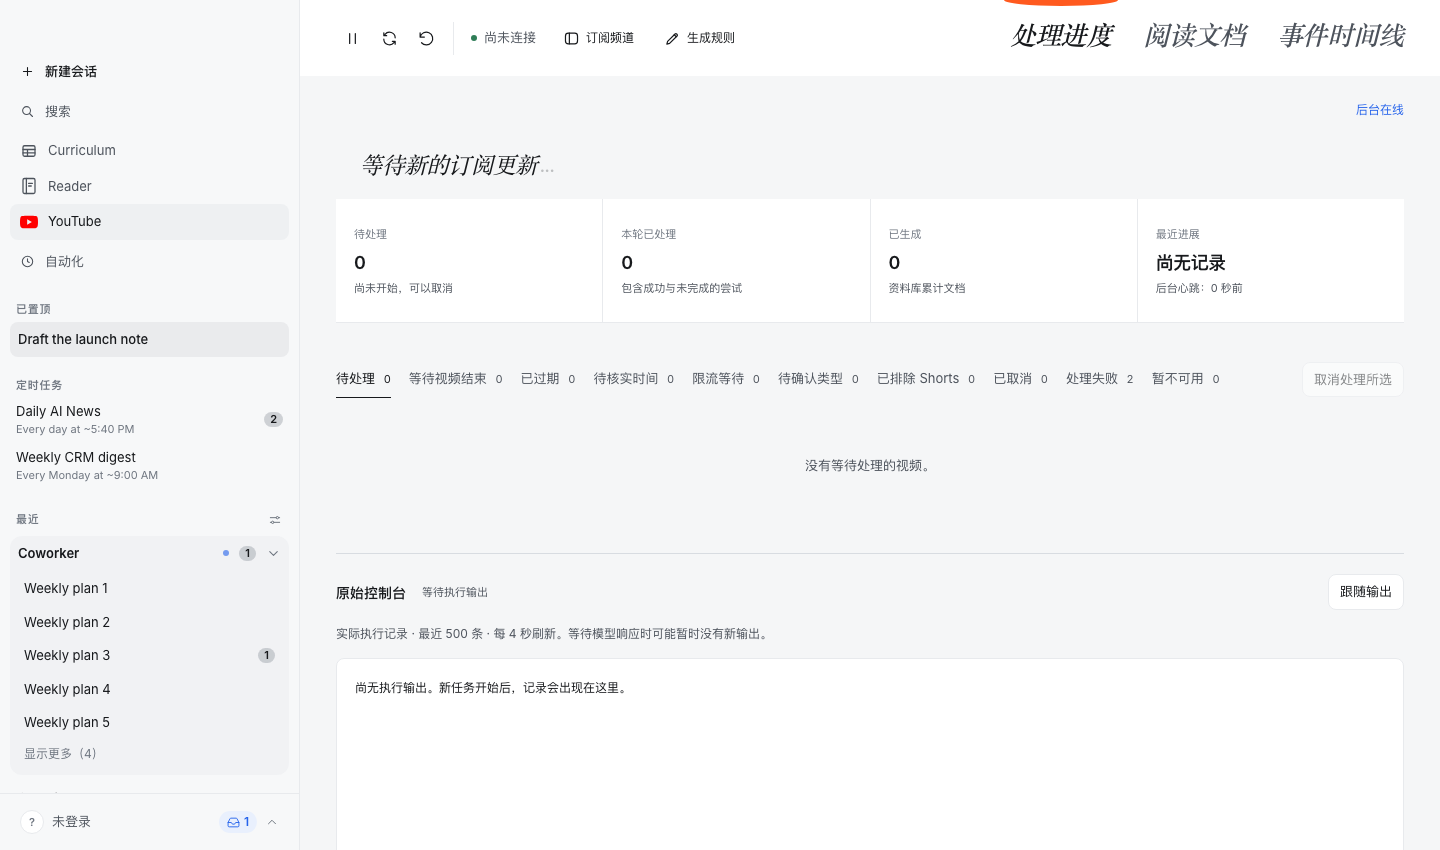 新建会话
搜索
Curriculum
Reader
YouTube
自动化
已置顶
Draft the launch note
定时任务
Daily AI News
Every day at ~5:40 PM
2
Weekly CRM digest
Every Monday at ~9:00 AM
最近
Coworker
1
Weekly plan 1
Weekly plan 2
Weekly plan 3
1
Weekly plan 4
Weekly plan 5
显示更多 (4)
? 未登录
1
尚未连接
订阅频道
生成规则
处理进度
阅读文档
事件时间线
后台在线
等待新的订阅更新...
待处理
0
尚未开始，可以取消
本轮已处理
0
包含成功与未完成的尝试
已生成
0
资料库累计文档
最近进展
尚无记录
后台心跳：0 秒前
待处理 0 等待视频结束 0 已过期 0 待核实时间 0 限流等待 0 待确认类型 0 已排除 Shorts 0 已取消 0 处理失败 2 暂不可用 0
取消处理所选
没有等待处理的视频。
原始控制台 等待执行输出
跟随输出
实际执行记录 · 最近 500 条 · 每 4 秒刷新。等待模型响应时可能暂时没有新输出。
尚无执行输出。新任务开始后，记录会出现在这里。